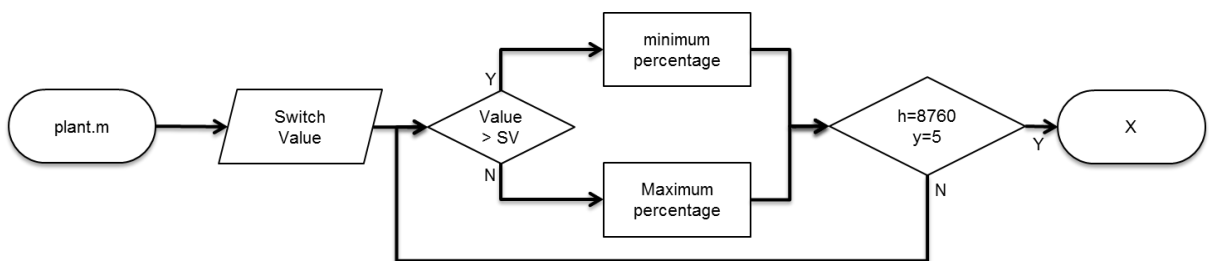 plant.m
Switch
Value
Value
> SV
Y
N
minimum
percentage
Maximum
percentage
h=8760
y=5
Y
N
X